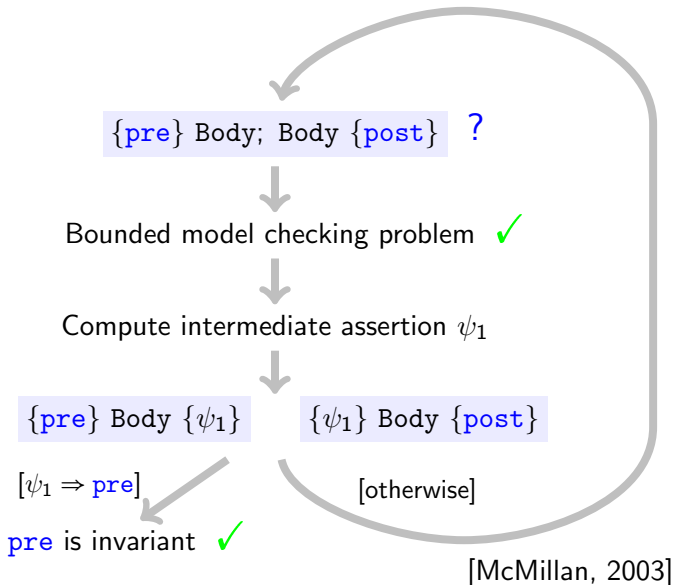 {pre} Body; Body {post} ?
Bounded model checking problem ✓
Compute intermediate assertion ψ₁
{pre} Body {ψ₁} {ψ₁} Body {post}
[ψ₁ ⇒ pre] [otherwise]
pre is invariant ✓
[McMillan, 2003]